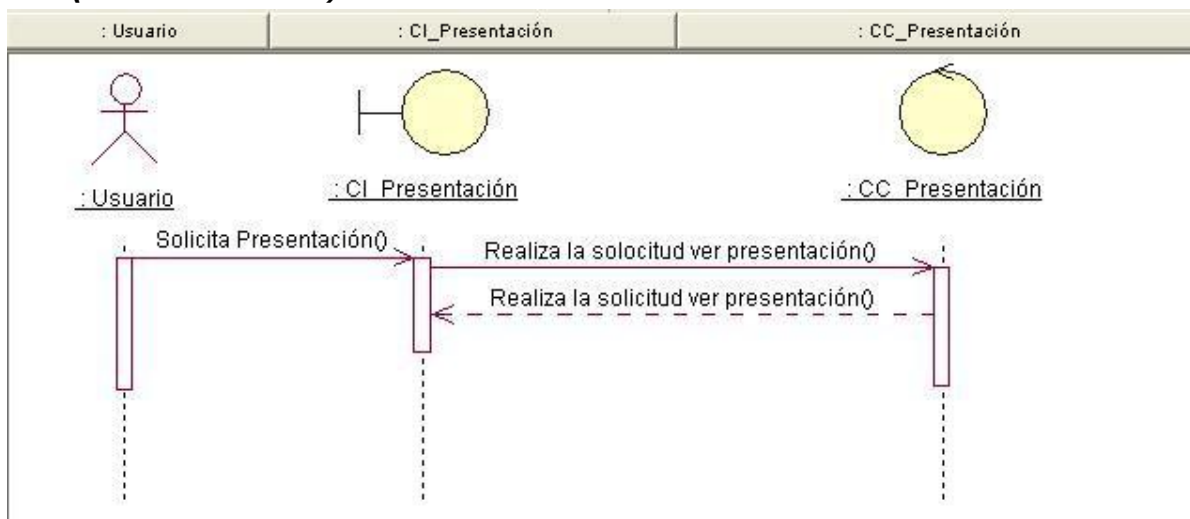 : Usuario
: CI_Presentación
: CC_Presentación
: Usuario
: CI_Presentación
: CC_Presentación
Solicita Presentación()
Realiza la solocitud ver presentación()
Realiza la solicitud ver presentación()